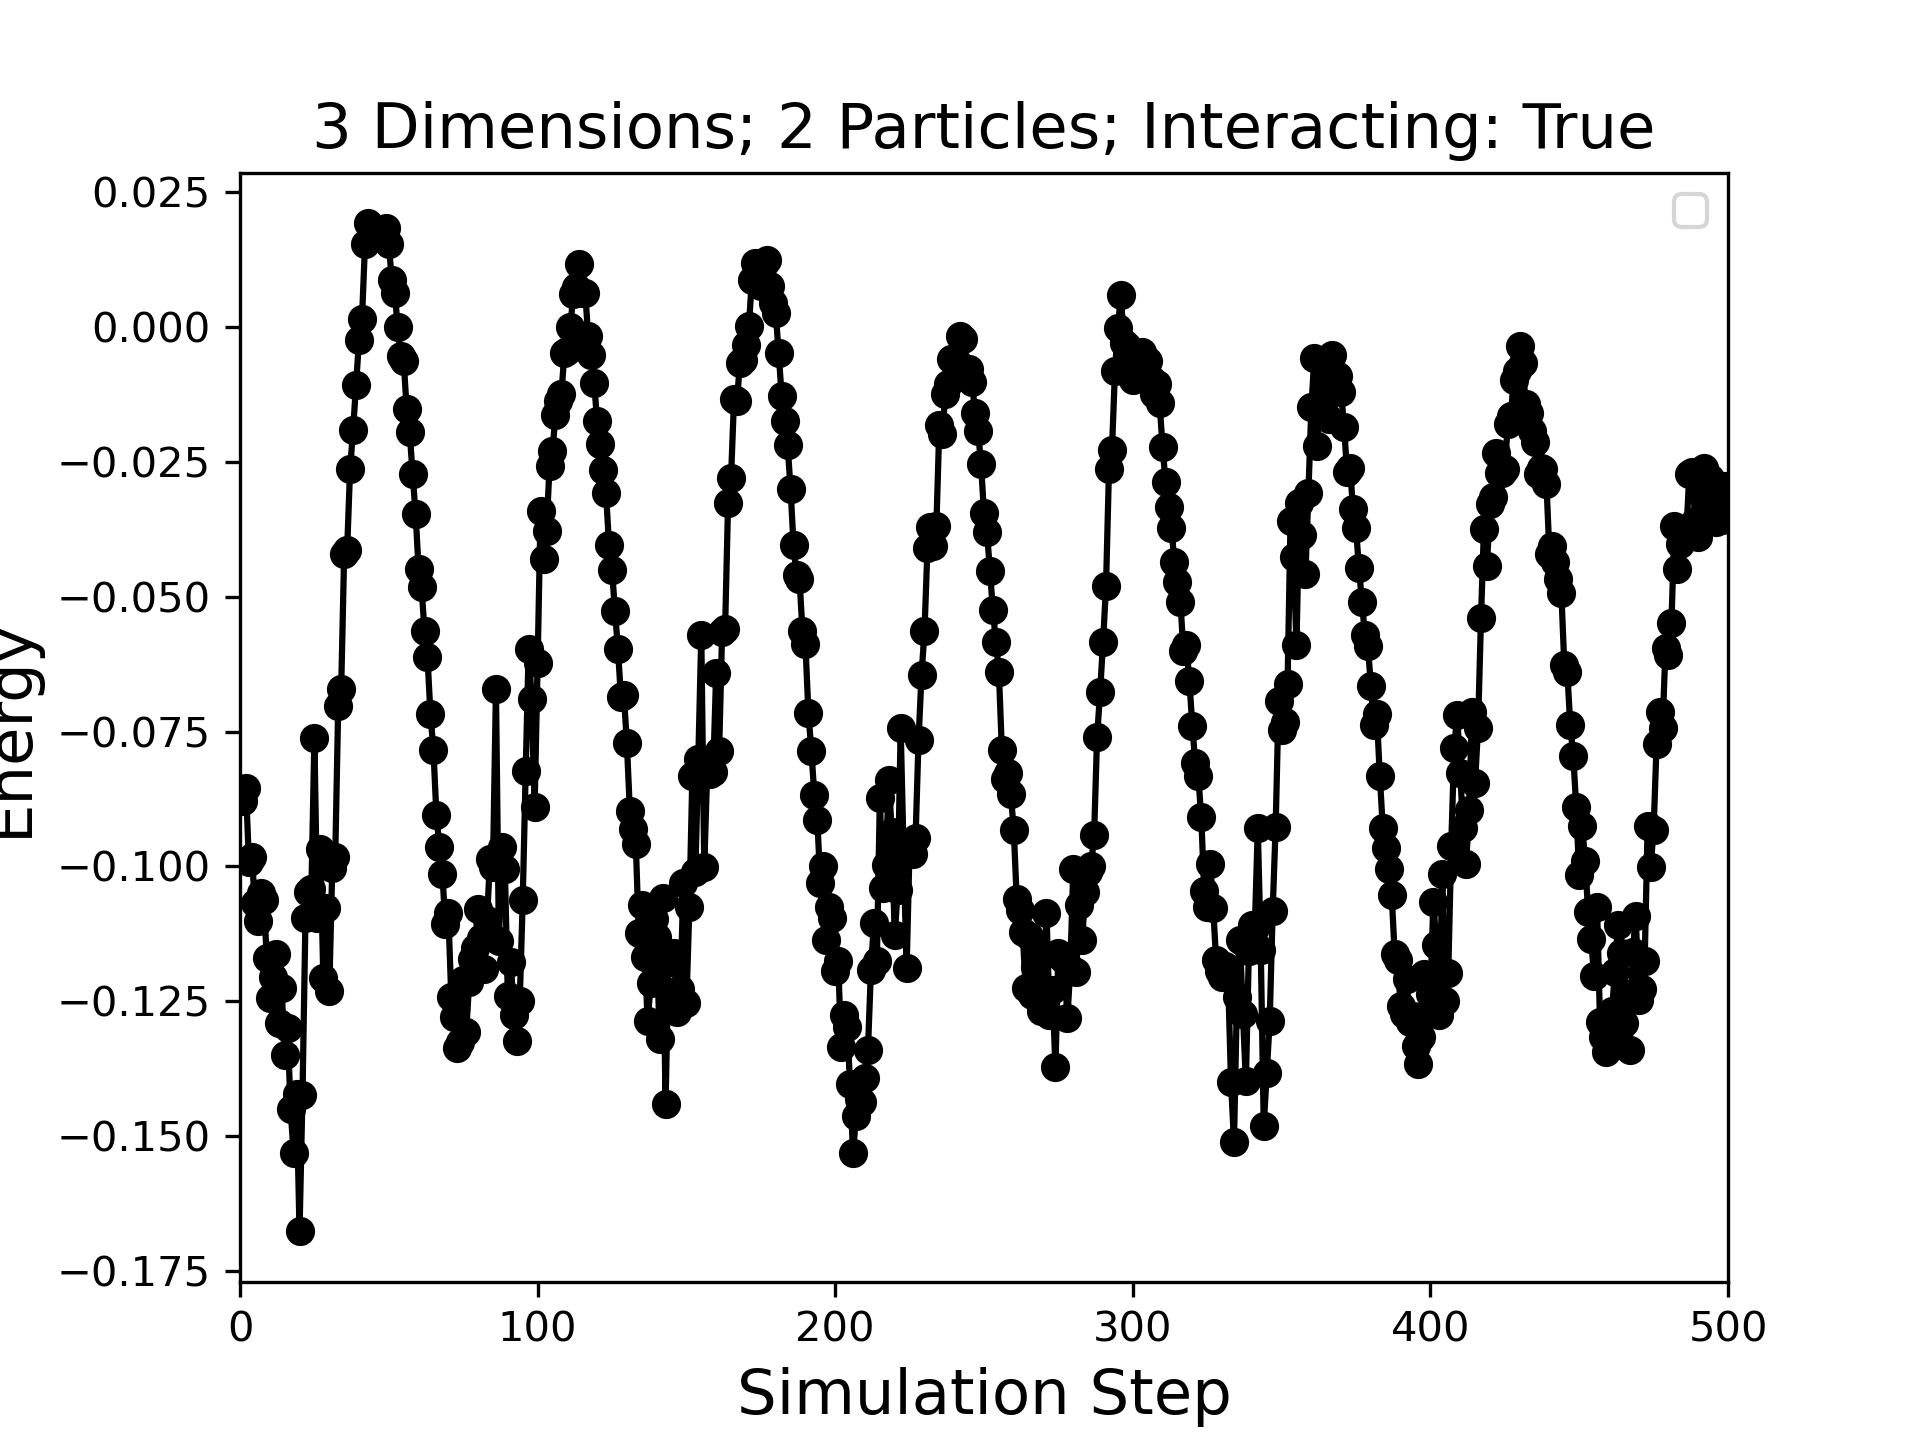 3 Dimensions; 2 Particles; Interacting: True
0.025
0.000
−0.025
−0.050
−0.075
−0.100
−0.125
−0.150
−0.175
Energy
0 100 200 300 400 500
Simulation Step